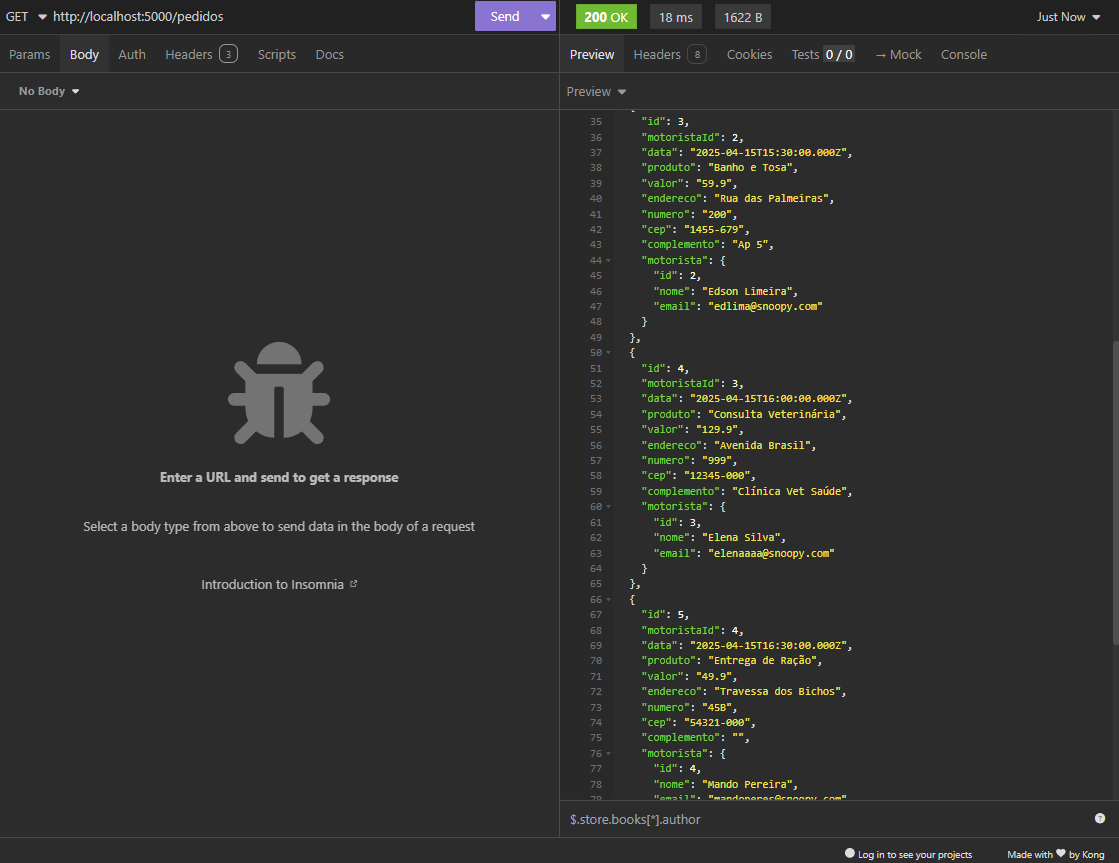 GET http://localhost:5000/pedidos Send
200 OK 18 ms 1622 B Just Now
Params Body Auth Headers 3 Scripts Docs
Preview Headers 8 Cookies Tests 0 / 0 → Mock Console
No Body
Preview
Enter a URL and send to get a response
Select a body type from above to send data in the body of a request
Introduction to Insomnia
35 "id": 3,
36 "motoristaId": 2,
37 "data": "2025-04-15T15:30:00.000Z",
38 "produto": "Banho e Tosa",
39 "valor": "59.9",
40 "endereco": "Rua das Palmeiras",
41 "numero": "200",
42 "cep": "1455-679",
43 "complemento": "Ap 5",
44 "motorista": {
45 "id": 2,
46 "nome": "Edson Limeira",
47 "email": "edlima@snoopy.com"
48 }
49 },
50 {
51 "id": 4,
52 "motoristaId": 3,
53 "data": "2025-04-15T16:00:00.000Z",
54 "produto": "Consulta Veterinária",
55 "valor": "129.9",
56 "endereco": "Avenida Brasil",
57 "numero": "999",
58 "cep": "12345-000",
59 "complemento": "Clínica Vet Saúde",
60 "motorista": {
61 "id": 3,
62 "nome": "Elena Silva",
63 "email": "elenaaaa@snoopy.com"
64 }
65 },
66 {
67 "id": 5,
68 "motoristaId": 4,
69 "data": "2025-04-15T16:30:00.000Z",
70 "produto": "Entrega de Ração",
71 "valor": "49.9",
72 "endereco": "Travessa dos Bichos",
73 "numero": "45B",
74 "cep": "54321-000",
75 "complemento": "",
76 "motorista": {
77 "id": 4,
78 "nome": "Mando Pereira",
79 "email": "mandoperes@snoopy.com"
$.store.books[*].author
Log in to see your projects Made with ♥ by Kong